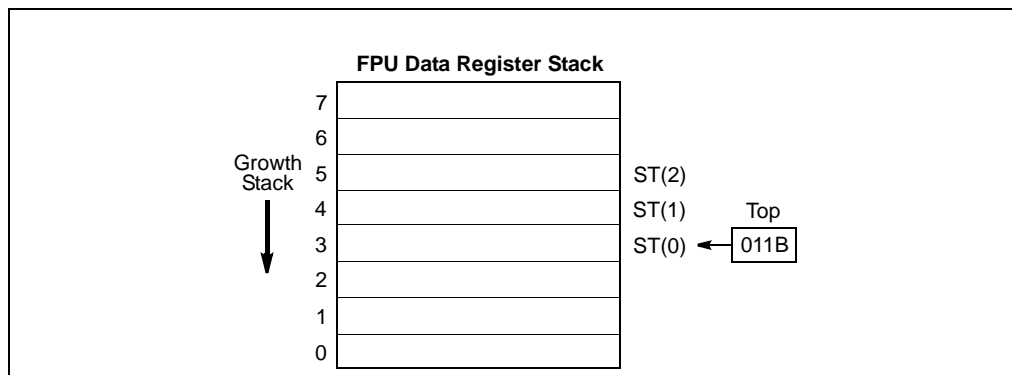 FPU Data Register Stack
7
6
Growth
Stack
5
ST(2)
4
ST(1)
Top
3
ST(0)
011B
2
1
0